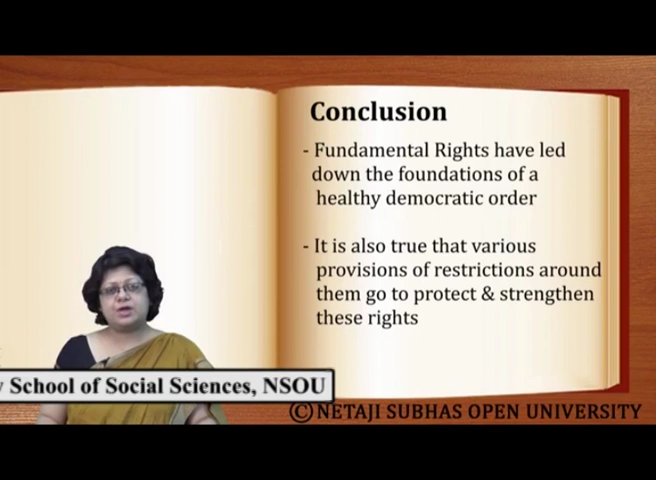 Conclusion
- Fundamental Rights have led
down the foundations of a
healthy democratic order
- It is also true that various
provisions of restrictions around
them go to protect & strengthen
these rights
School of Social Sciences, NSOU
© NETAJI SUBHAS OPEN UNIVERSITY